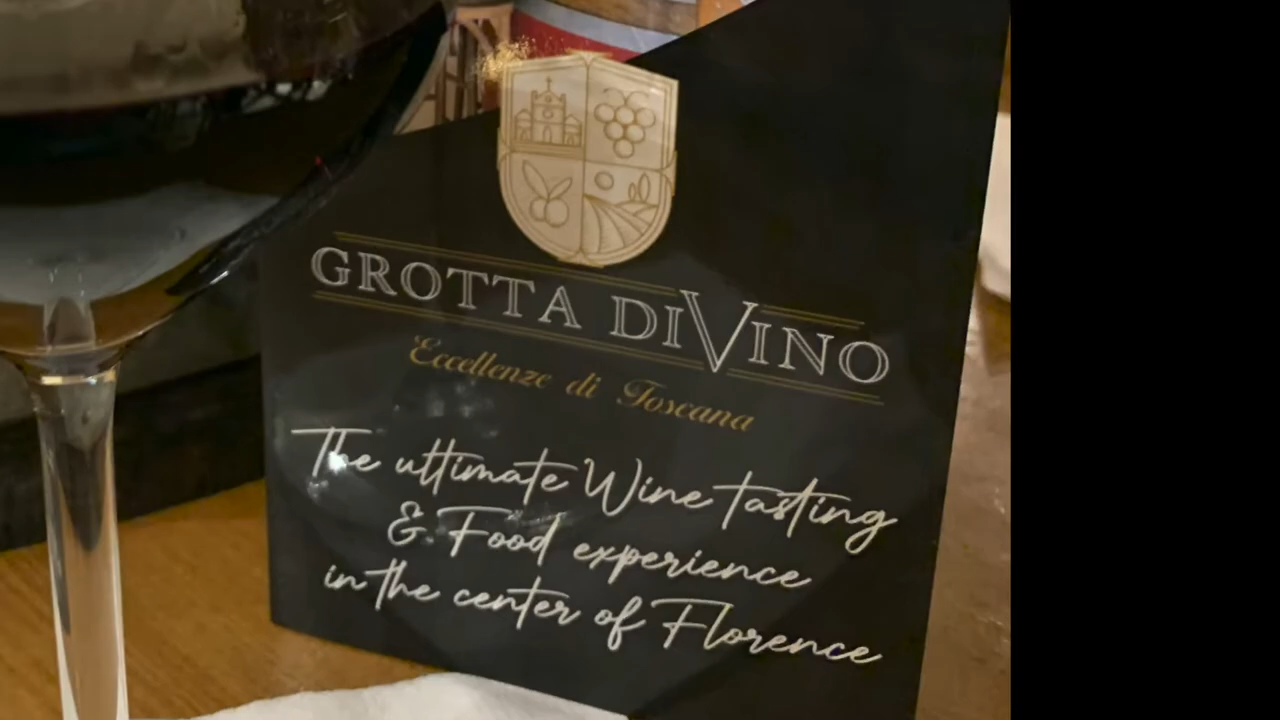 GROTTA DIVINO
Eccellenze di Toscana
The ultimate Wine tasting
& Food experience
in the center of Florence